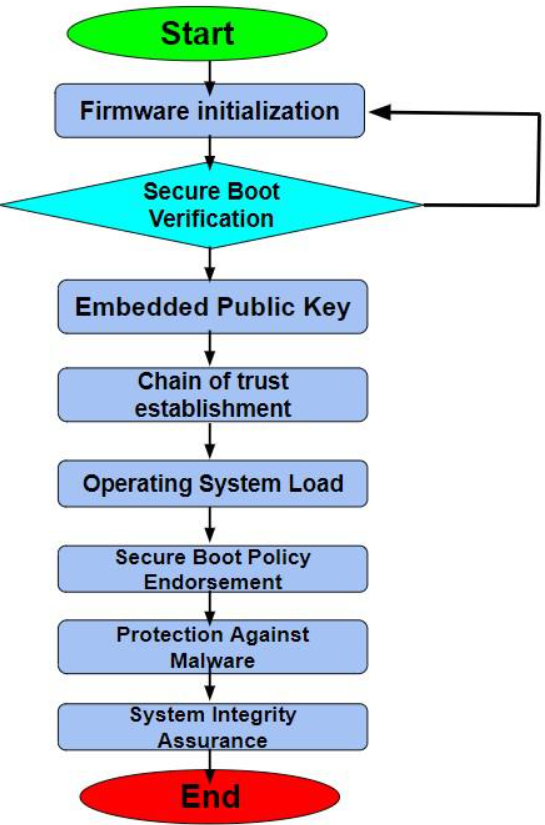 Start
Firmware initialization
Secure Boot
Verification
Embedded Public Key
Chain of trust
establishment
Operating System Load
Secure Boot Policy
Endorsement
Protection Against
Malware
System Integrity
Assurance
End